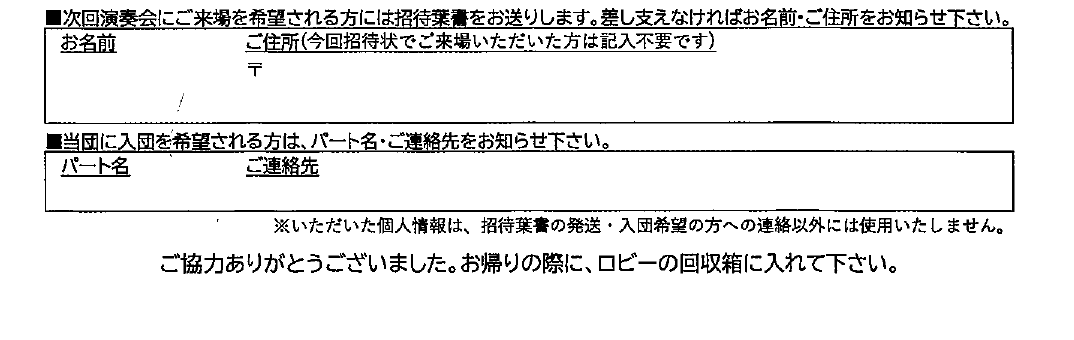 ■次回演奏会にご来場を希望される方には招待葉書をお送りします。差し支えなければお名前・ご住所をお知らせ下さい。
お名前 ご住所(今回招待状でご来場いただいた方は記入不要です)
〒
■当団に入団を希望される方は、パート名・ご連絡先をお知らせ下さい。
パート名 ご連絡先
※いただいた個人情報は、招待葉書の発送・入団希望の方への連絡以外には使用いたしません。
ご協力ありがとうございました。お帰りの際に、ロビーの回収箱に入れて下さい。